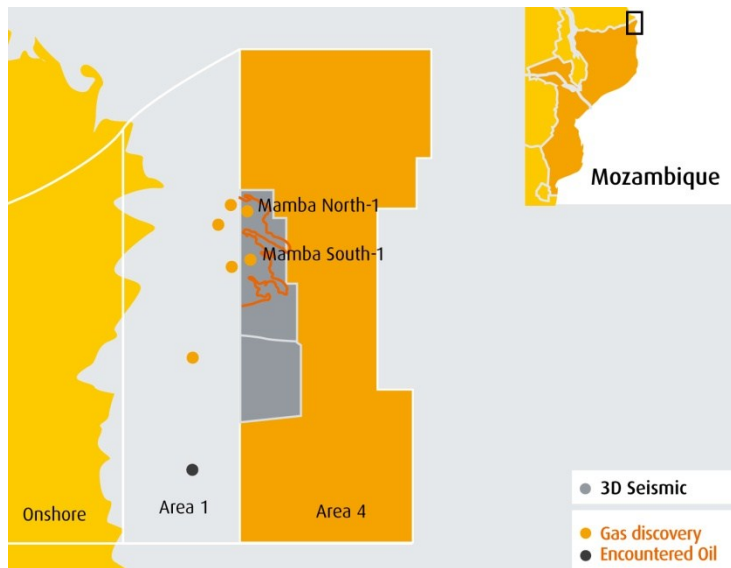 Mozambique
Mamba North-1
Mamba South-1
Onshore
Area 1
Area 4
3D Seismic
Gas discovery
Encountered Oil